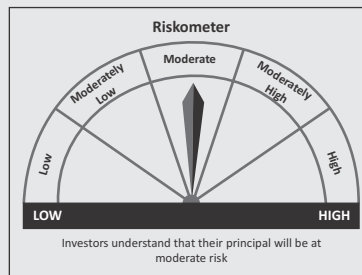 Riskometer
Moderate
Moderately
Low
Moderately
High
Low
High
LOW
HIGH
Investors understand that their principal will be at
moderate risk